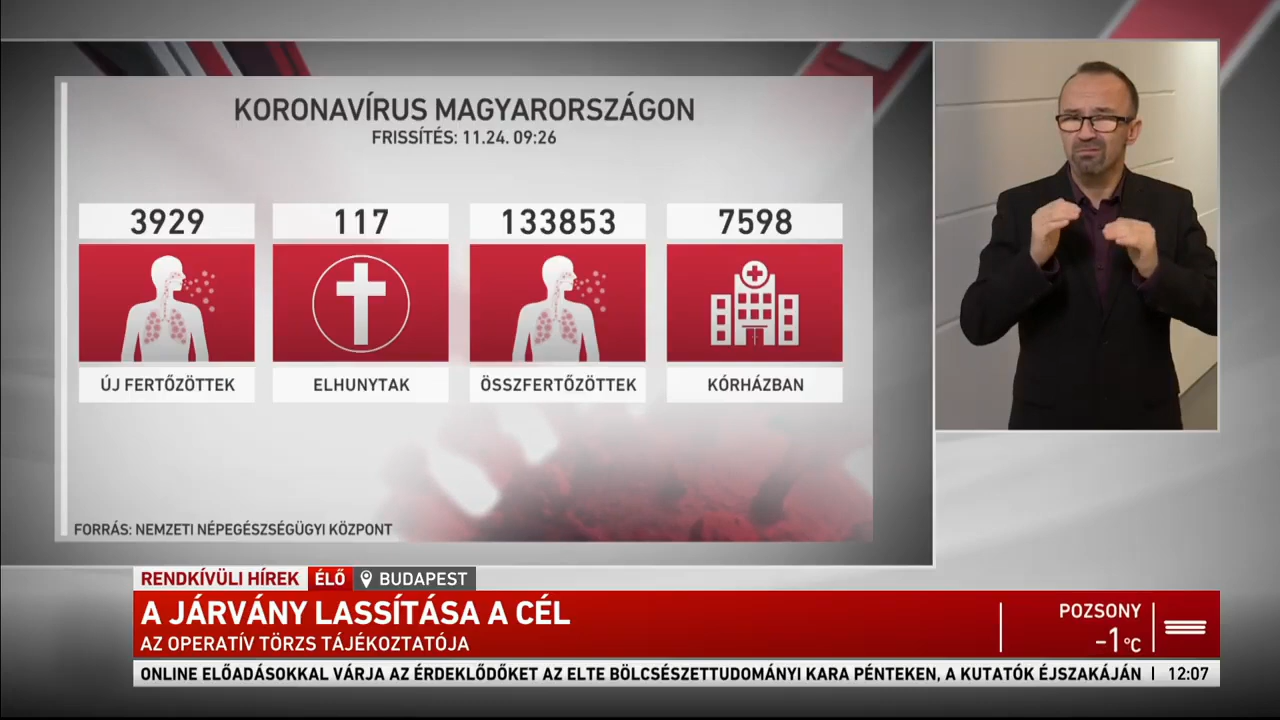 KORONAVÍRUS MAGYARORSZÁGON
FRISSÍTÉS: 11.24. 09:26
3929
117
133853
7598
ÚJ FERTŐZÖTTEK
ELHUNYTAK
ÖSSZFERTŐZÖTTEK
KÓRHÁZBAN
FORRÁS: NEMZETI NÉPEGÉSZSÉGÜGYI KÖZPONT
RENDKÍVÜLI HÍREK ÉLŐ BUDAPEST
A JÁRVÁNY LASSÍTÁSA A CÉL
AZ OPERATÍV TÖRZS TÁJÉKOZTATÓJA
POZSONY
-1°C
ONLINE ELŐADÁSOKKAL VÁRJA AZ ÉRDEKLŐDŐKET AZ ELTE BÖLCSÉSZETTUDOMÁNYI KARA PÉNTEKEN, A KUTATÓK ÉJSZAKÁJÁN | 12:07